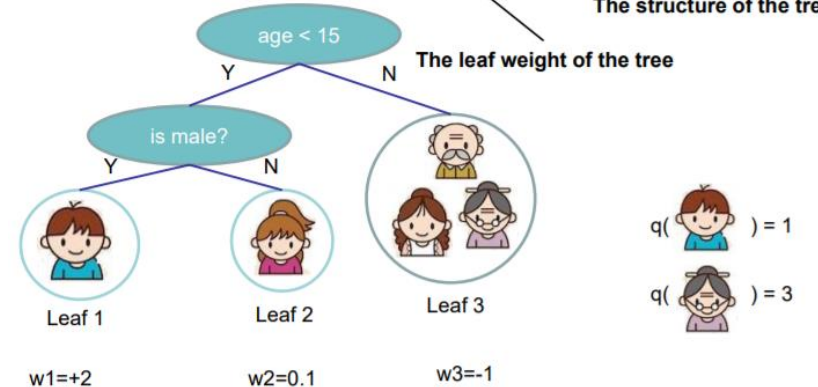 The structure of the tre
age < 15
The leaf weight of the tree
Y
N
is male?
Y
N
q( ) = 1
q( ) = 3
Leaf 1
Leaf 2
Leaf 3
w1=+2
w2=0.1
w3=-1